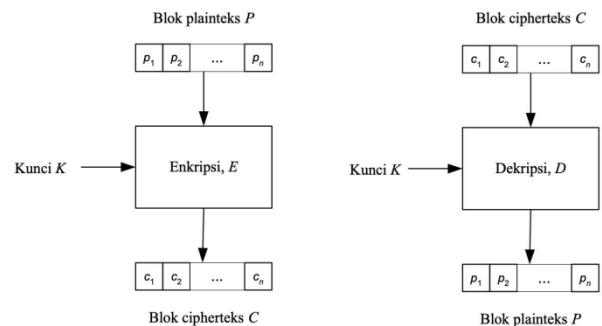 Blok plainteks P
p1 p2 ... pn
Kunci K
Enkripsi, E
c1 c2 ... cn
Blok cipherteks C
Blok cipherteks C
c1 c2 ... cn
Kunci K
Dekripsi, D
p1 p2 ... pn
Blok plainteks P